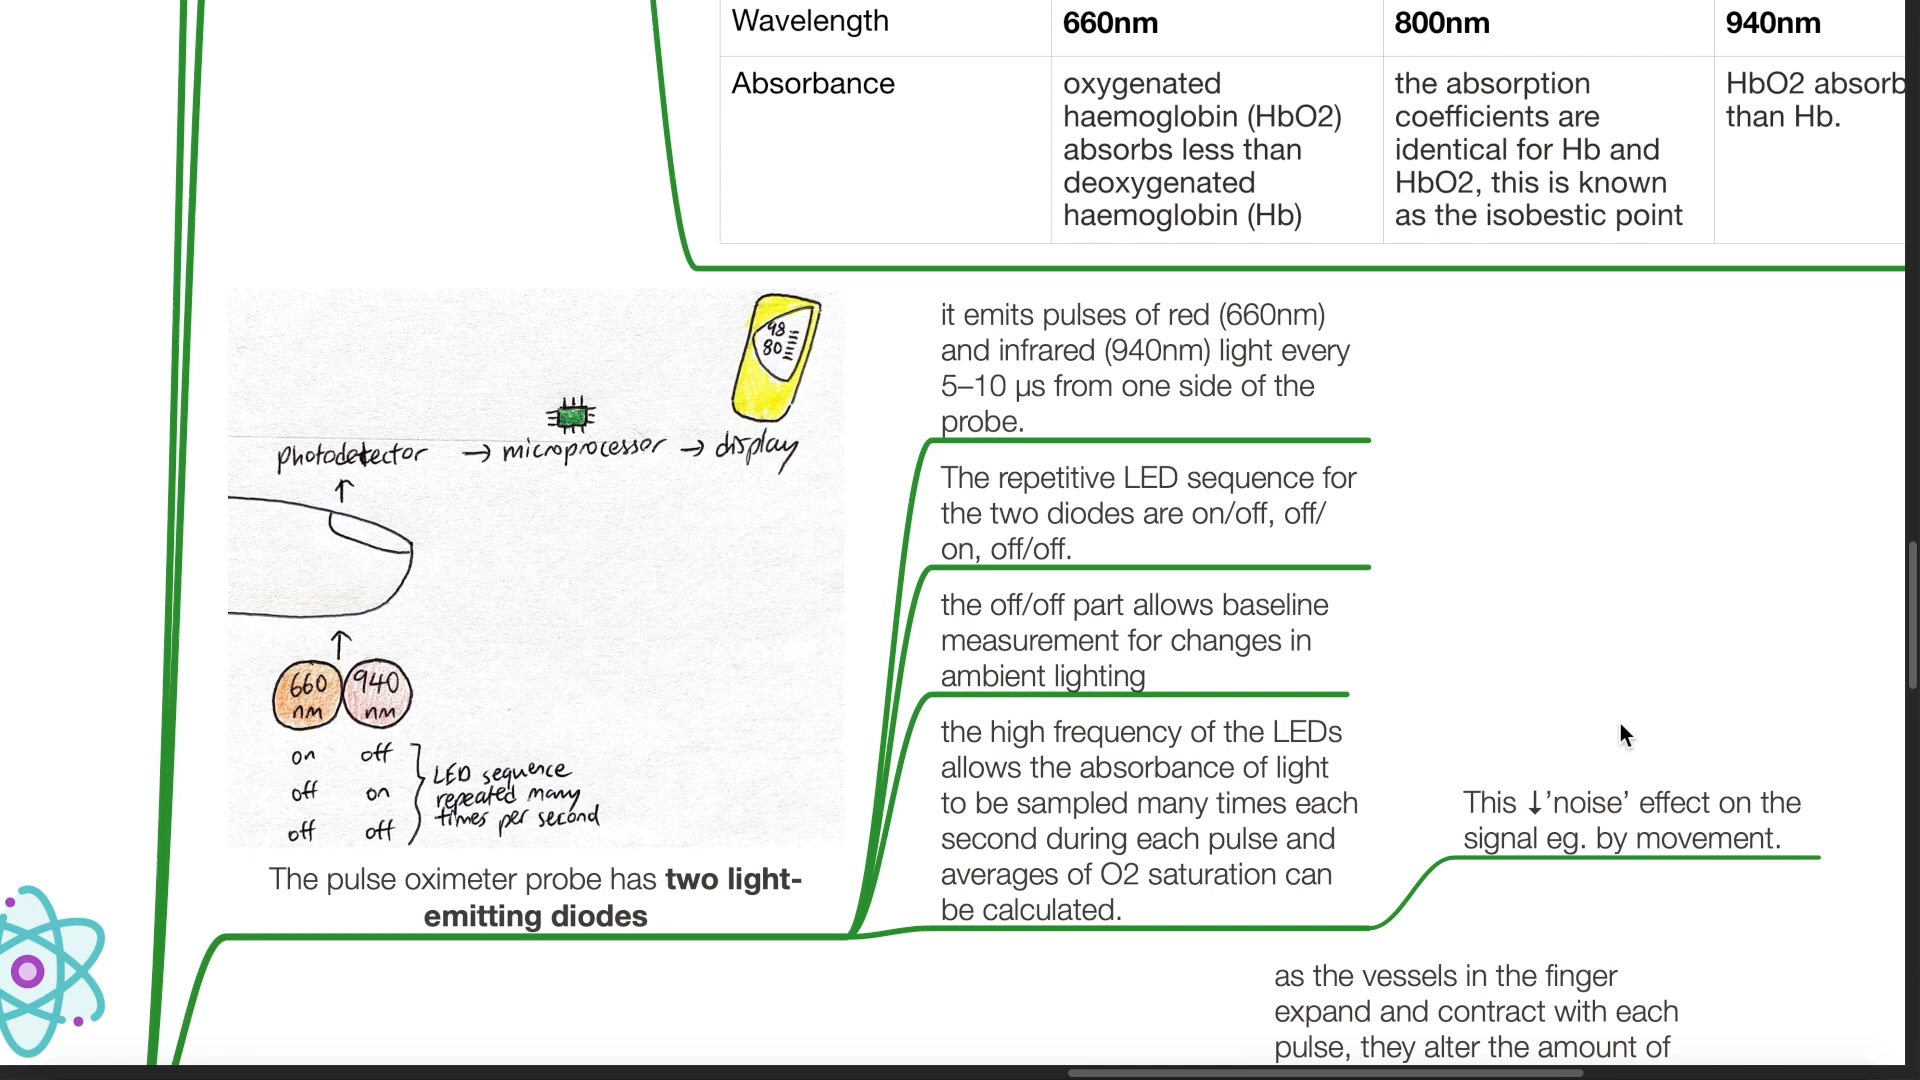 Wavelength 660nm 800nm 940nm
Absorbance
oxygenated
haemoglobin (HbO2)
absorbs less than
deoxygenated
haemoglobin (Hb)
the absorption
coefficients are
identical for Hb and
HbO2, this is known
as the isobestic point
HbO2 absorb
than Hb.
98
80
photodetector → microprocessor → display
↑
↑
660 nm
940 nm
on off
off on
off off
LED sequence
repeated many
times per second
The pulse oximeter probe has two light-
emitting diodes
it emits pulses of red (660nm)
and infrared (940nm) light every
5–10 μs from one side of the
probe.
The repetitive LED sequence for
the two diodes are on/off, off/
on, off/off.
the off/off part allows baseline
measurement for changes in
ambient lighting
the high frequency of the LEDs
allows the absorbance of light
to be sampled many times each
second during each pulse and
averages of O2 saturation can
be calculated.
This ↓’noise’ effect on the
signal eg. by movement.
as the vessels in the finger
expand and contract with each
pulse, they alter the amount of